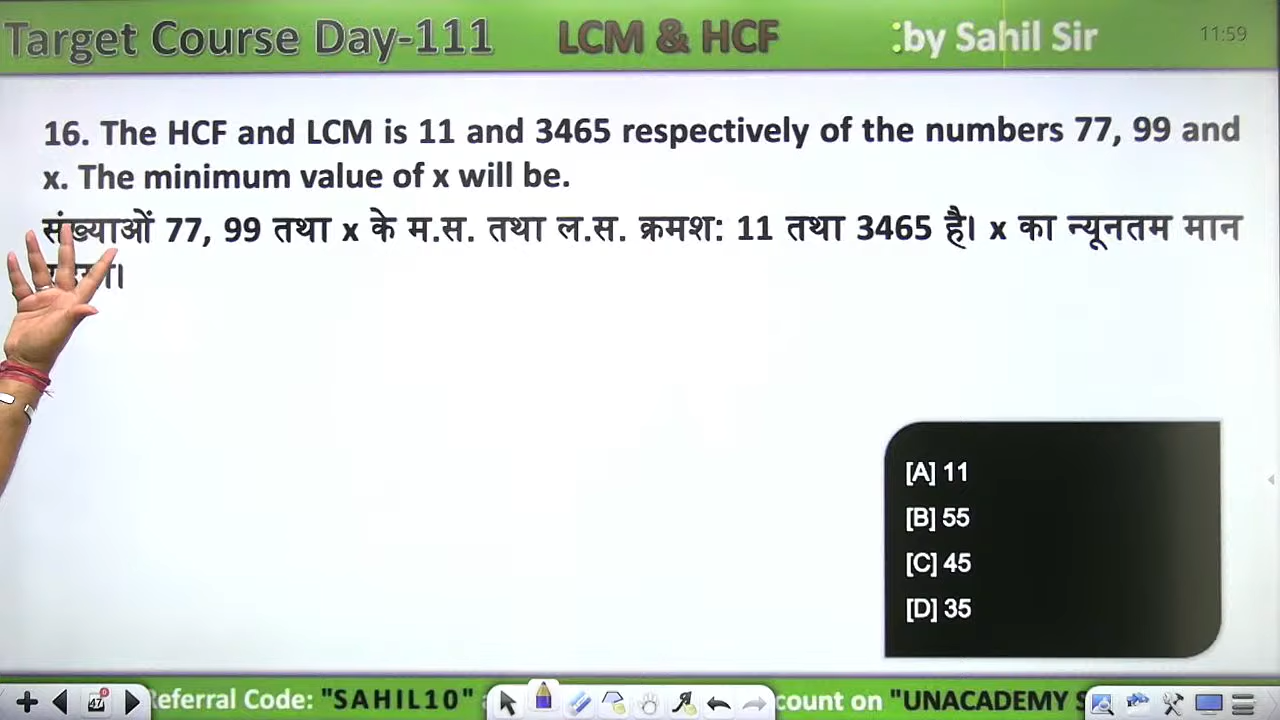 Target Course Day-111 LCM & HCF :by Sahil Sir 11:59
16. The HCF and LCM is 11 and 3465 respectively of the numbers 77, 99 and
x. The minimum value of x will be.
संख्याओं 77, 99 तथा x के म.स. तथा ल.स. क्रमश: 11 तथा 3465 है। x का न्यूनतम मान
[A] 11
[B] 55
[C] 45
[D] 35
Referral Code: "SAHIL10" count on "UNACADEMY S
47